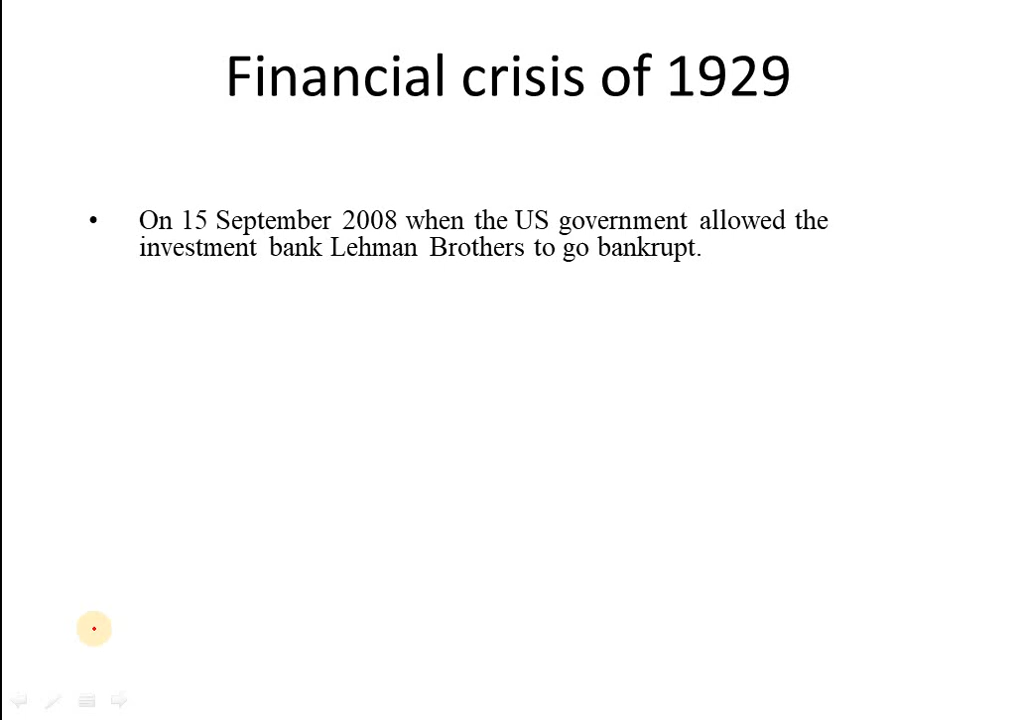 Financial crisis of 1929
• On 15 September 2008 when the US government allowed the
investment bank Lehman Brothers to go bankrupt.